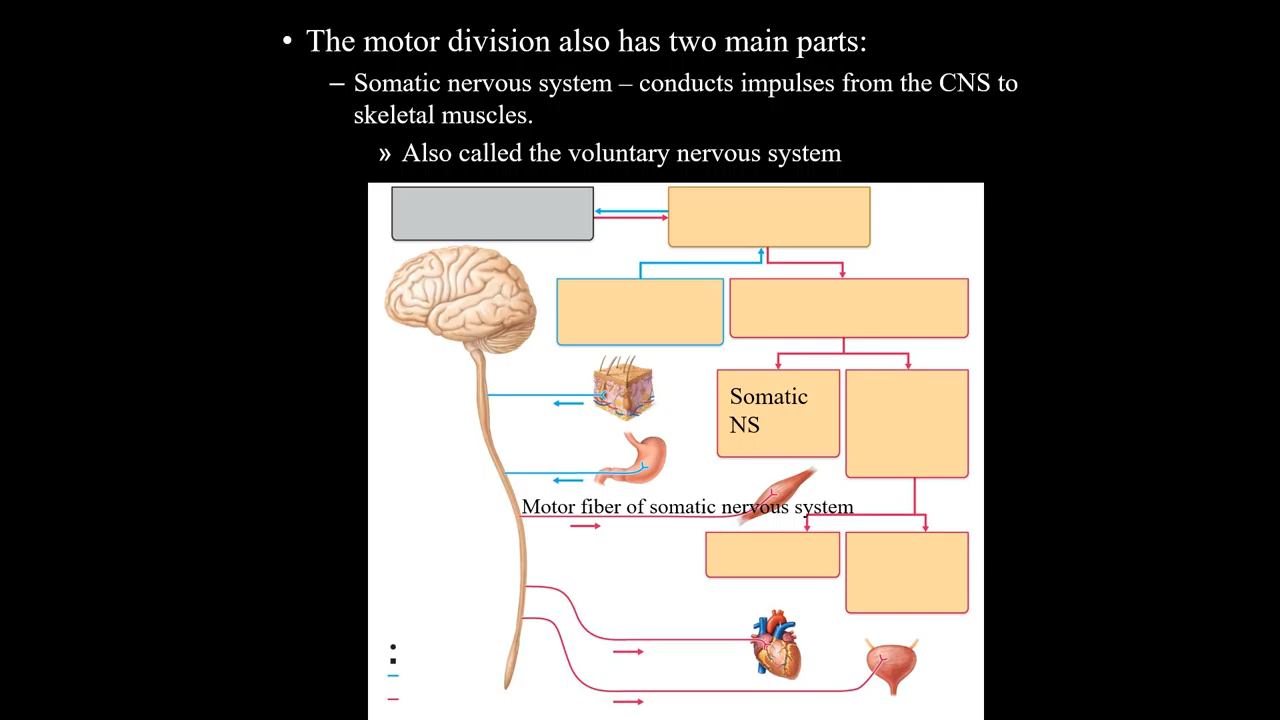 • The motor division also has two main parts:
– Somatic nervous system – conducts impulses from the CNS to
skeletal muscles.
» Also called the voluntary nervous system
Somatic
NS
Motor fiber of somatic nervous system